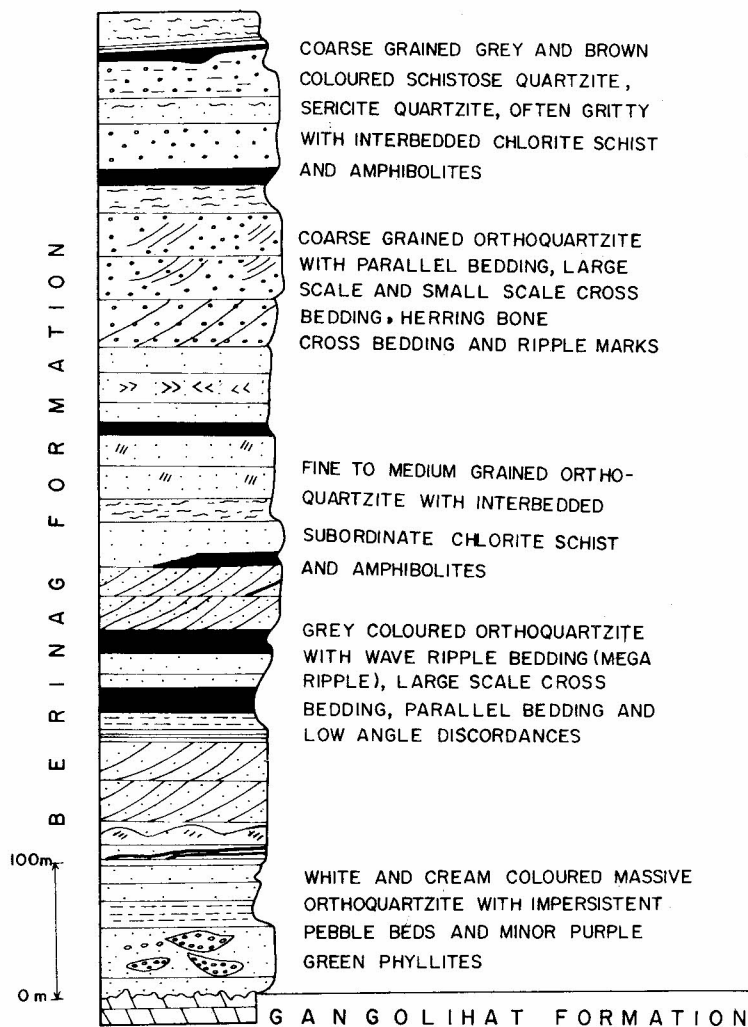 COARSE GRAINED GREY AND BROWN
COLOURED SCHISTOSE QUARTZITE,
SERICITE QUARTZITE, OFTEN GRITTY
WITH INTERBEDDED CHLORITE SCHIST
AND AMPHIBOLITES
COARSE GRAINED ORTHOQUARTZITE
WITH PARALLEL BEDDING, LARGE
SCALE AND SMALL SCALE CROSS
BEDDING, HERRING BONE
CROSS BEDDING AND RIPPLE MARKS
FINE TO MEDIUM GRAINED ORTHO-
QUARTZITE WITH INTERBEDDED
SUBORDINATE CHLORITE SCHIST
AND AMPHIBOLITES
GREY COLOURED ORTHOQUARTZITE
WITH WAVE RIPPLE BEDDING (MEGA
RIPPLE), LARGE SCALE CROSS
BEDDING, PARALLEL BEDDING AND
LOW ANGLE DISCORDANCES
WHITE AND CREAM COLOURED MASSIVE
ORTHOQUARTZITE WITH IMPERSISTENT
PEBBLE BEDS AND MINOR PURPLE
GREEN PHYLLITES
BERINAG FORMATION
100m
0 m
GANGOLIHAT FORMATION